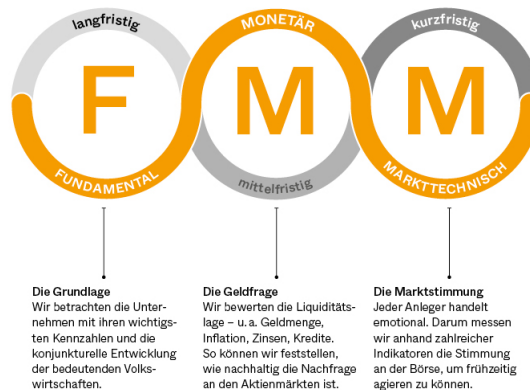 langfristig
F
FUNDAMENTAL
MONETÄR
M
mittelfristig
kurzfristig
M
MARKTTECHNISCH
Die Grundlage
Wir betrachten die Unter-
nehmen mit ihren wichtigs-
ten Kennzahlen und die
konjunkturelle Entwicklung
der bedeutenden Volks-
wirtschaften.
Die Geldfrage
Wir bewerten die Liquiditäts-
lage – u. a. Geldmenge,
Inflation, Zinsen, Kredite.
So können wir feststellen,
wie nachhaltig die Nachfrage
an den Aktienmärkten ist.
Die Marktstimmung
Jeder Anleger handelt
emotional. Darum messen
wir anhand zahlreicher
Indikatoren die Stimmung
an der Börse, um frühzeitig
agieren zu können.